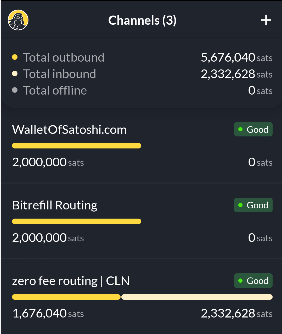 Channels (3)
Total outbound 5,676,040 sats
Total inbound 2,332,628 sats
Total offline 0 sats
WalletOfSatoshi.com Good
2,000,000 sats 0 sats
Bitrefill Routing Good
2,000,000 sats 0 sats
zero fee routing | CLN Good
1,676,040 sats 2,332,628 sats